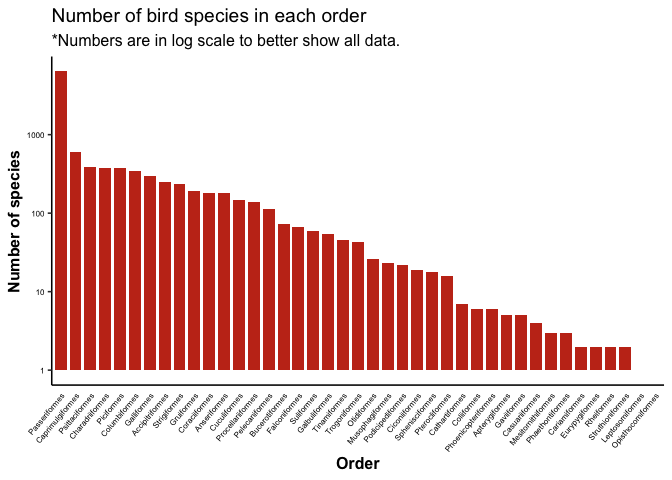 Number of bird species in each order
*Numbers are in log scale to better show all data.
Number of species
1000
100
10
1
Passeriformes
Caprimulgiformes
Psittaciformes
Charadriiformes
Piciformes
Columbiformes
Galliformes
Accipitriformes
Strigiformes
Gruiformes
Coraciiformes
Anseriformes
Cuculiformes
Procellariiformes
Pelecaniformes
Bucerotiformes
Falconiformes
Suliformes
Galbuliformes
Tinamiformes
Trogoniformes
Otidiformes
Musophagiformes
Podicipediformes
Ciconiiformes
Sphenisciformes
Pterocliformes
Cathartiformes
Coliiformes
Phoenicopteriformes
Apterygiformes
Gaviiformes
Casuariiformes
Mesitornithiformes
Phaethontiformes
Cariamiformes
Eurypygiformes
Rheiformes
Struthioniformes
Leptosomiformes
Opisthocomiformes
Order